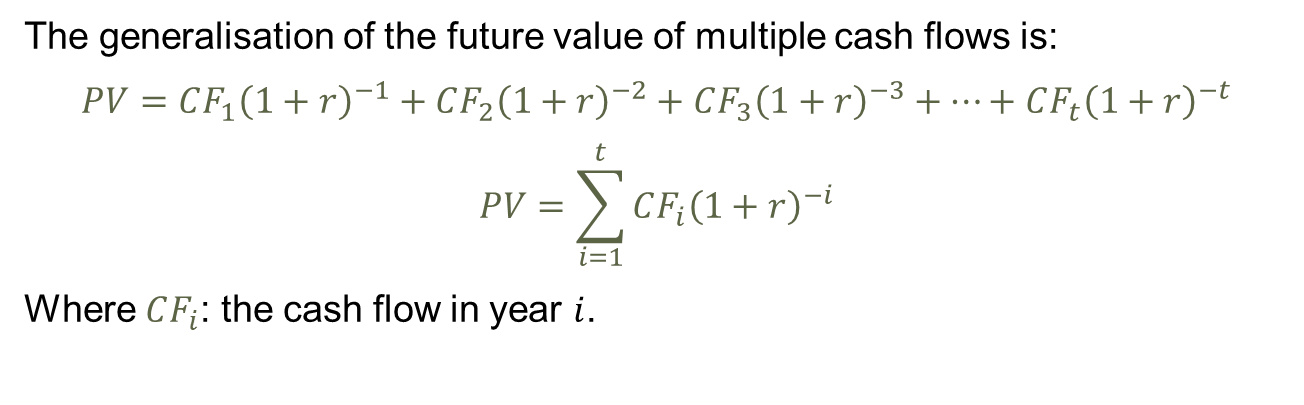 The generalisation of the future value of multiple cash flows is:
PV = CF₁(1 + r)⁻¹ + CF₂(1 + r)⁻² + CF₃(1 + r)⁻³ + ⋯ + CFₜ(1 + r)⁻ᵗ
t
PV = ∑ CFᵢ(1 + r)⁻ⁱ
i=1
Where CFᵢ: the cash flow in year i.